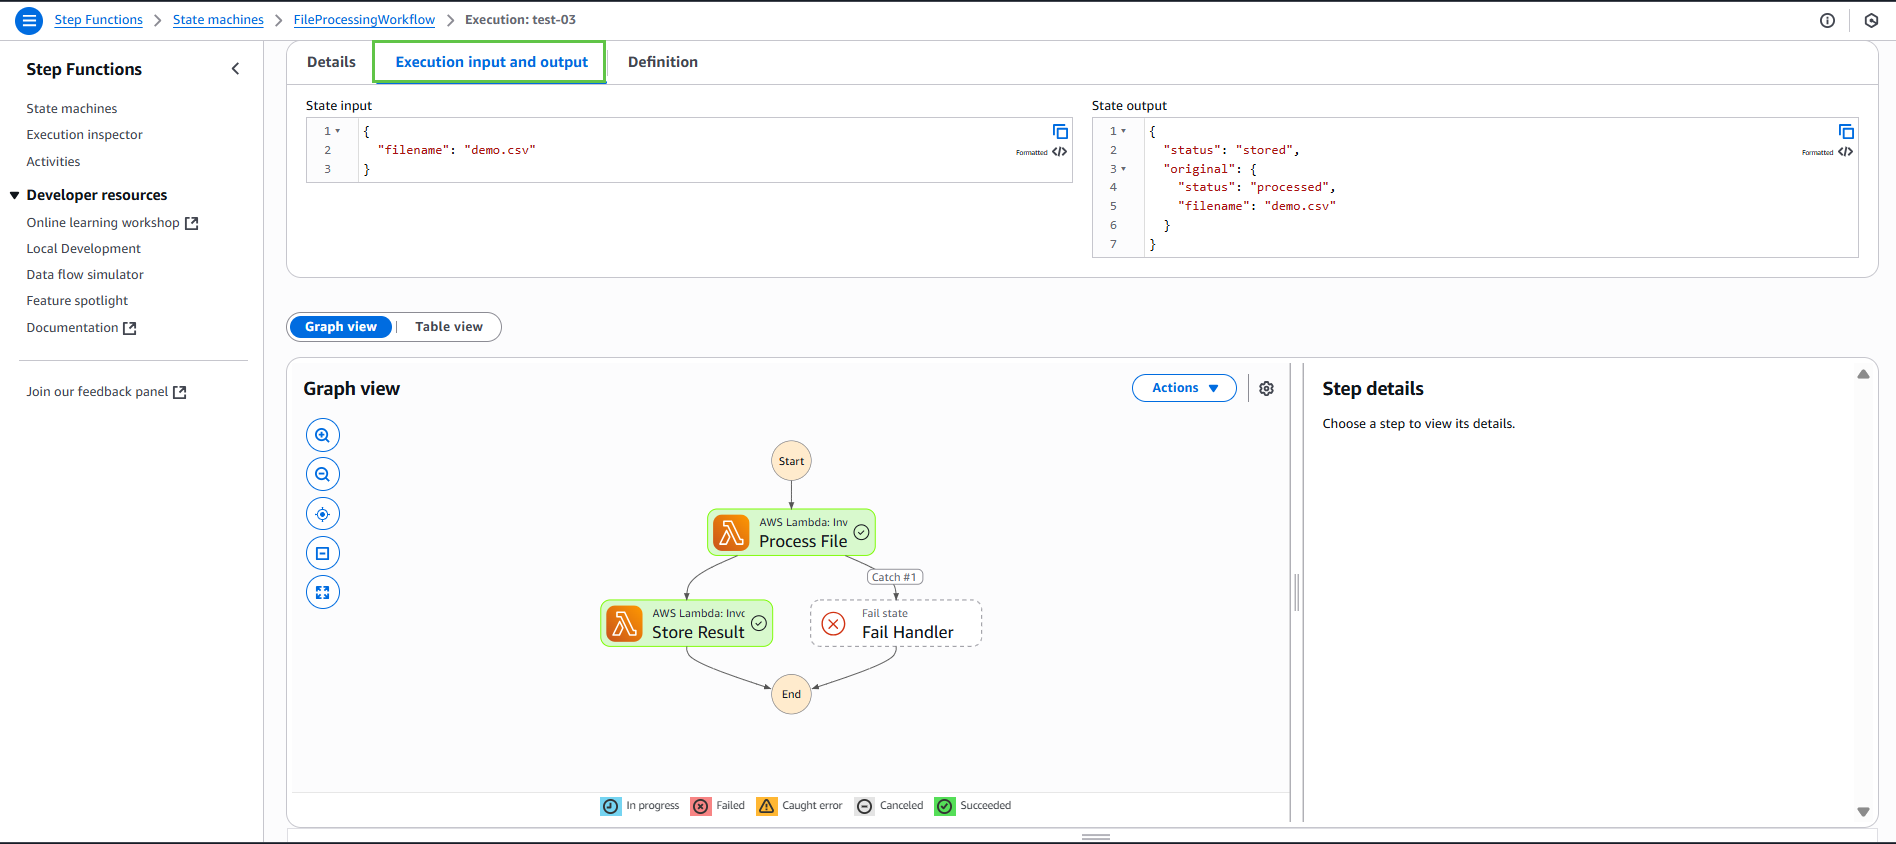 Step Functions > State machines > FileProcessingWorkflow > Execution: test-03
Step Functions
State machines
Execution inspector
Activities
Developer resources
Online learning workshop
Local Development
Data flow simulator
Feature spotlight
Documentation
Join our feedback panel
Details
Execution input and output
Definition
State input
1 {
2 "filename": "demo.csv"
3 }
Formatted
State output
1 {
2 "status": "stored",
3 "original": {
4 "status": "processed",
5 "filename": "demo.csv"
6 }
7 }
Formatted
Graph view | Table view
Graph view
Actions
Start
AWS Lambda: Inv
Process File
Catch #1
AWS Lambda: Invo
Store Result
Fail state
Fail Handler
End
In progress Failed Caught error Canceled Succeeded
Step details
Choose a step to view its details.